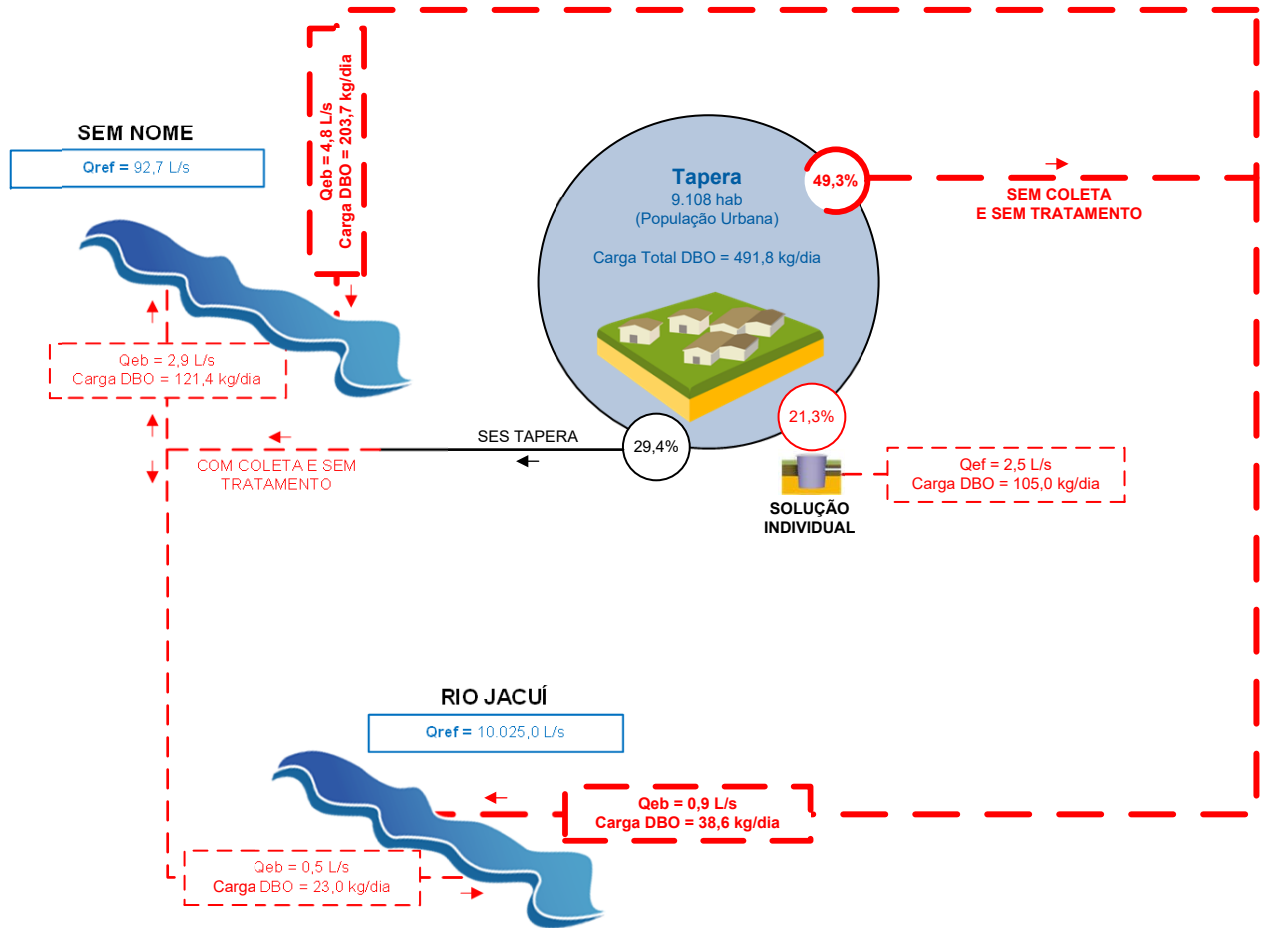 Qeb = 4,8 L/s
Carga DBO = 203,7 kg/dia
SEM NOME
Qref = 92,7 L/s
Tapera
9.108 hab
(População Urbana)
Carga Total DBO = 491,8 kg/dia
49,3%
SEM COLETA
E SEM TRATAMENTO
Qeb = 2,9 L/s
Carga DBO = 121,4 kg/dia
21,3%
SES TAPERA
29,4%
COM COLETA E SEM
TRATAMENTO
Qef = 2,5 L/s
Carga DBO = 105,0 kg/dia
SOLUÇÃO
INDIVIDUAL
RIO JACUÍ
Qref = 10.025,0 L/s
Qeb = 0,9 L/s
Carga DBO = 38,6 kg/dia
Qeb = 0,5 L/s
Carga DBO = 23,0 kg/dia